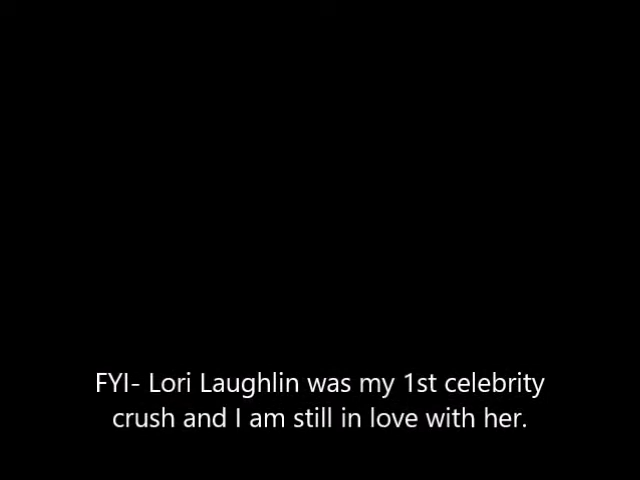 FYI- Lori Laughlin was my 1st celebrity
crush and I am still in love with her.